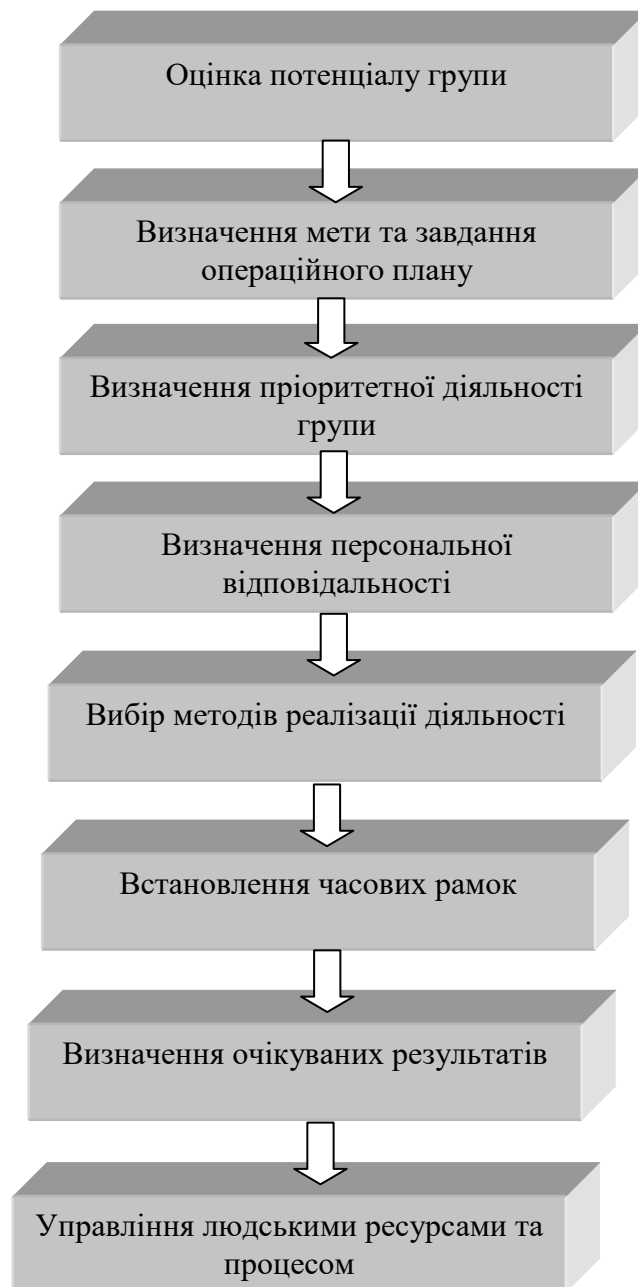 Оцінка потенціалу групи
Визначення мети та завдання
операційного плану
Визначення пріоритетної діяльності
групи
Визначення персональної
відповідальності
Вибір методів реалізації діяльності
Встановлення часових рамок
Визначення очікуваних результатів
Управління людськими ресурсами та
процесом